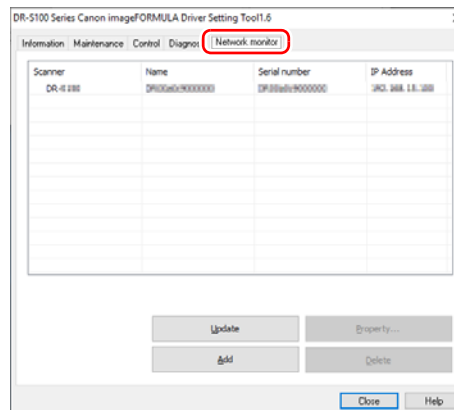 DR-S100 Series Canon imageFORMULA Driver Setting Tool1.6
Information Maintenance Control Diagnos Network monitor
Scanner Name Serial number IP Address
Update Property...
Add Delete
Close Help